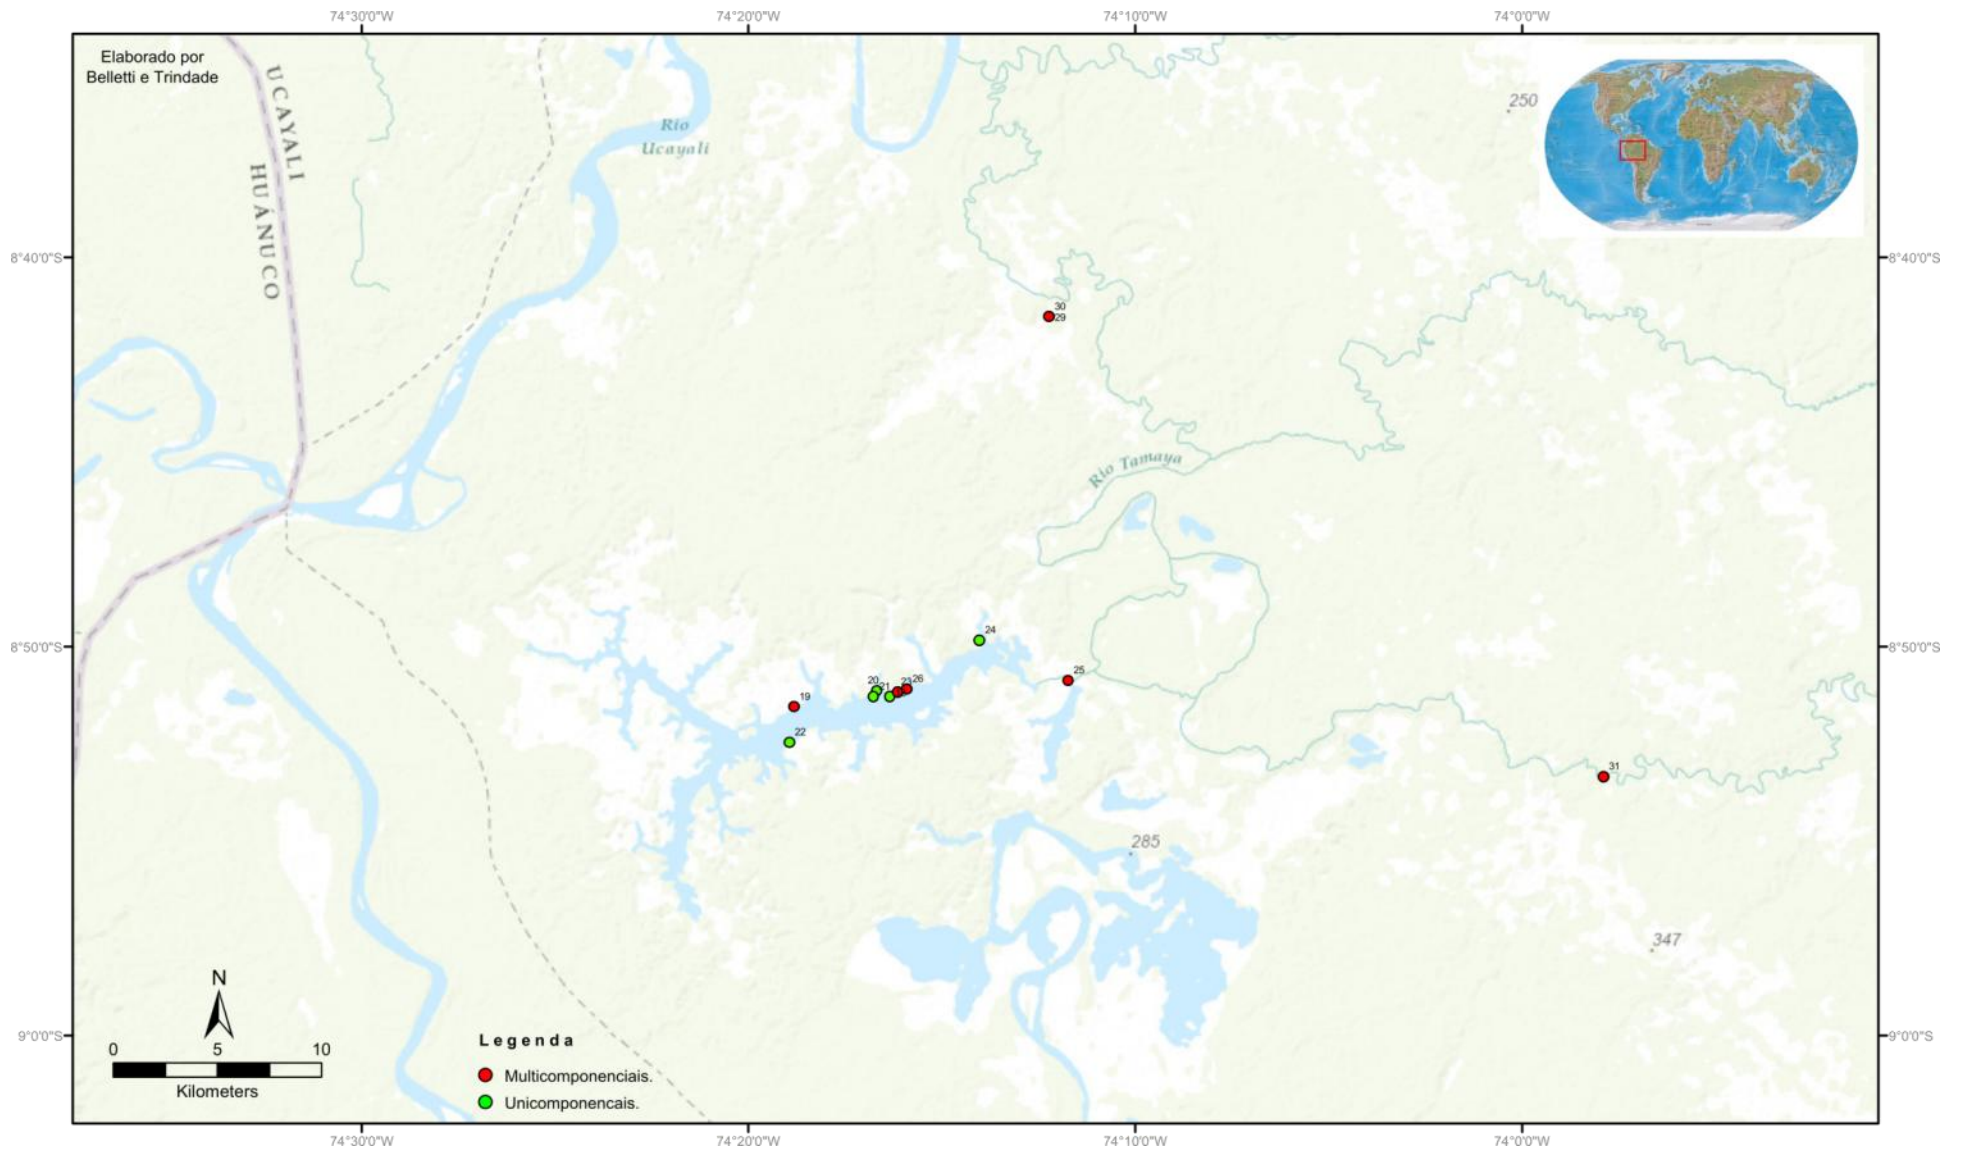 74°30'0"W
74°20'0"W
74°10'0"W
74°0'0"W
Elaborado por
Belletti e Trindade
UCAYALI
HUÁNUCO
Río
Ucayali
250
8°40'0"S
8°40'0"S
30
29
Río Tamaya
24
8°50'0"S
8°50'0"S
25
20
21
23
26
19
22
31
285
347
N
9°0'0"S
9°0'0"S
0 5 10
Kilometers
Legenda
Multicomponenciais.
Unicomponencais.
74°30'0"W
74°20'0"W
74°10'0"W
74°0'0"W